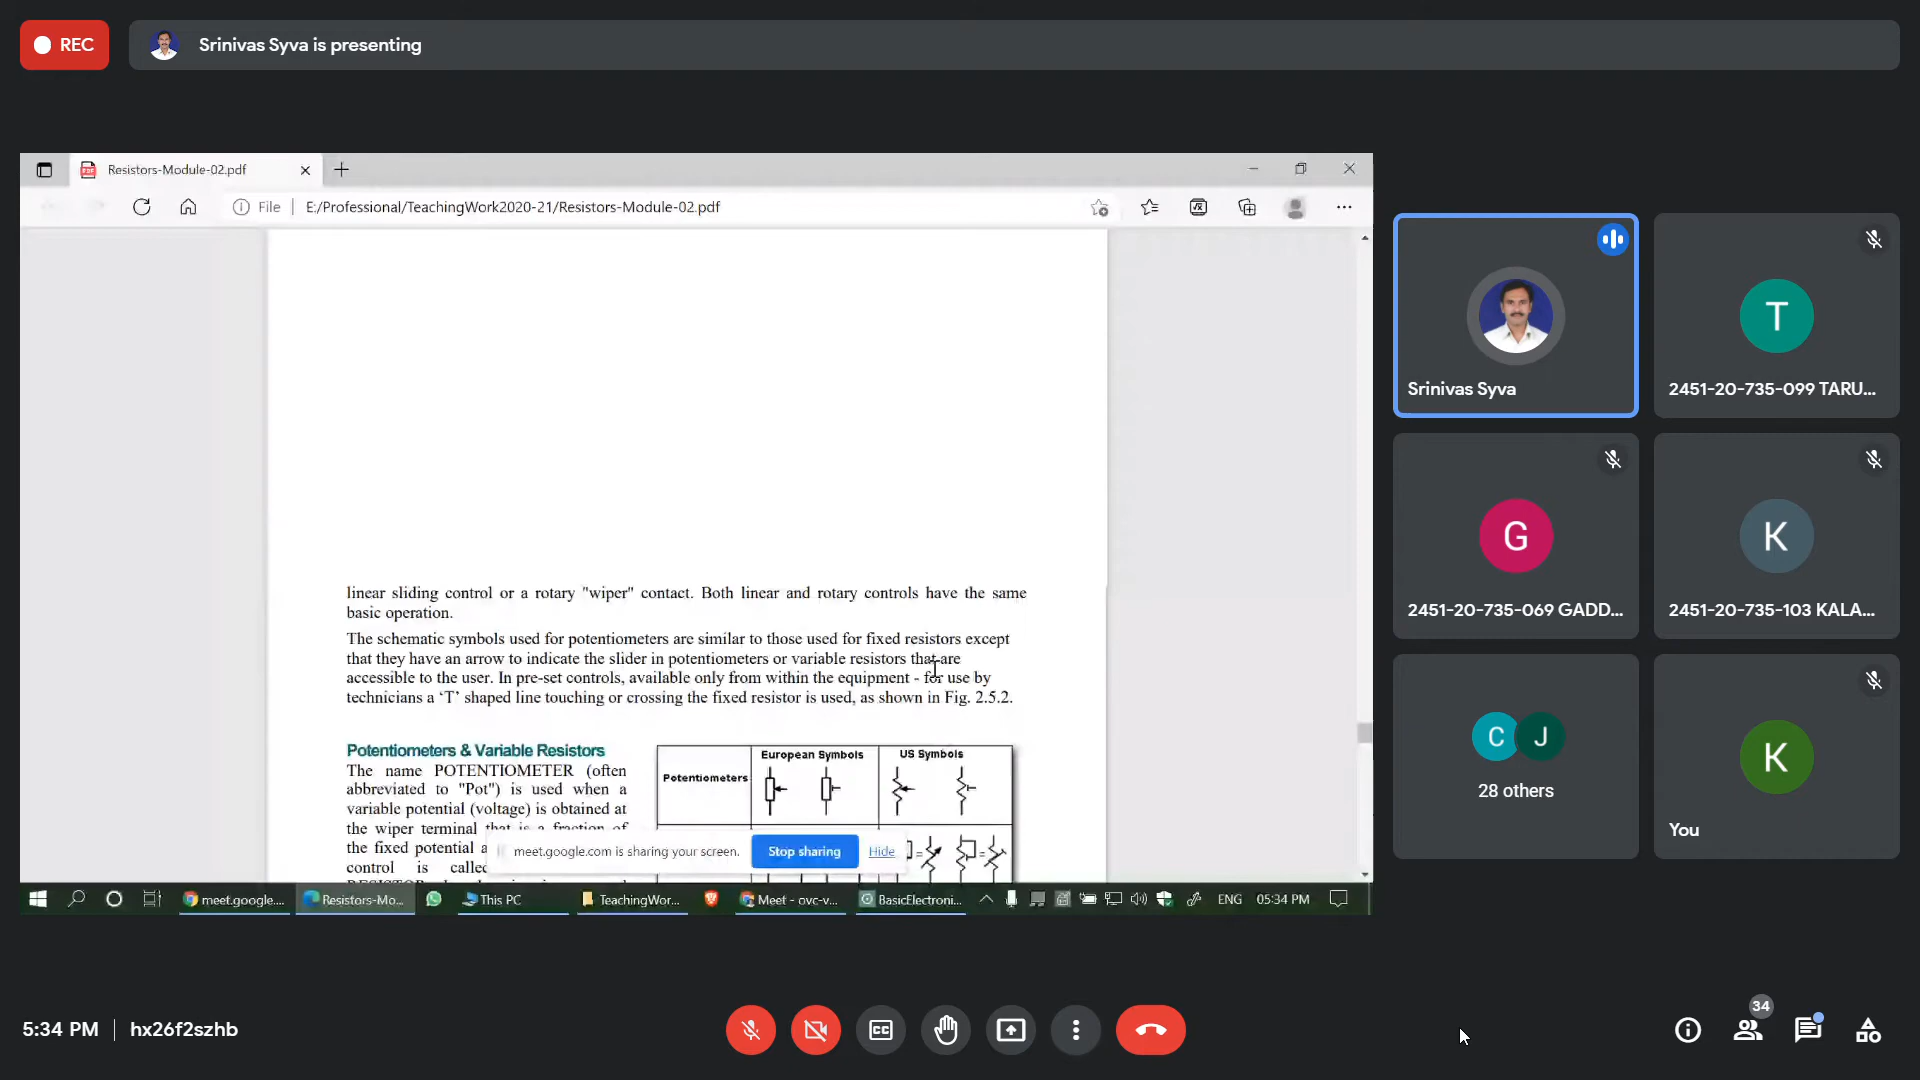 REC
Srinivas Syva is presenting
Resistors-Module-02.pdf
File
E:/Professional/TeachingWork2020-21/Resistors-Module-02.pdf
linear sliding control or a rotary "wiper" contact. Both linear and rotary controls have the same
basic operation.
The schematic symbols used for potentiometers are similar to those used for fixed resistors except
that they have an arrow to indicate the slider in potentiometers or variable resistors that are
accessible to the user. In pre-set controls, available only from within the equipment - for use by
technicians a ‘T’ shaped line touching or crossing the fixed resistor is used, as shown in Fig. 2.5.2.
Potentiometers & Variable Resistors
The name POTENTIOMETER (often
abbreviated to "Pot") is used when a
variable potential (voltage) is obtained at
the wiper terminal that is a fraction of
the fixed potential a
control is called
European Symbols
US Symbols
Potentiometers
meet.google.com is sharing your screen.
Stop sharing
Hide
meet.google....
Resistors-Mo...
This PC
TeachingWor...
Meet - ovc-v...
BasicElectroni...
ENG
05:34 PM
Srinivas Syva
T
2451-20-735-099 TARU...
G
2451-20-735-069 GADD...
K
2451-20-735-103 KALA...
C
J
28 others
K
You
5:34 PM
hx26f2szhb
CC
34